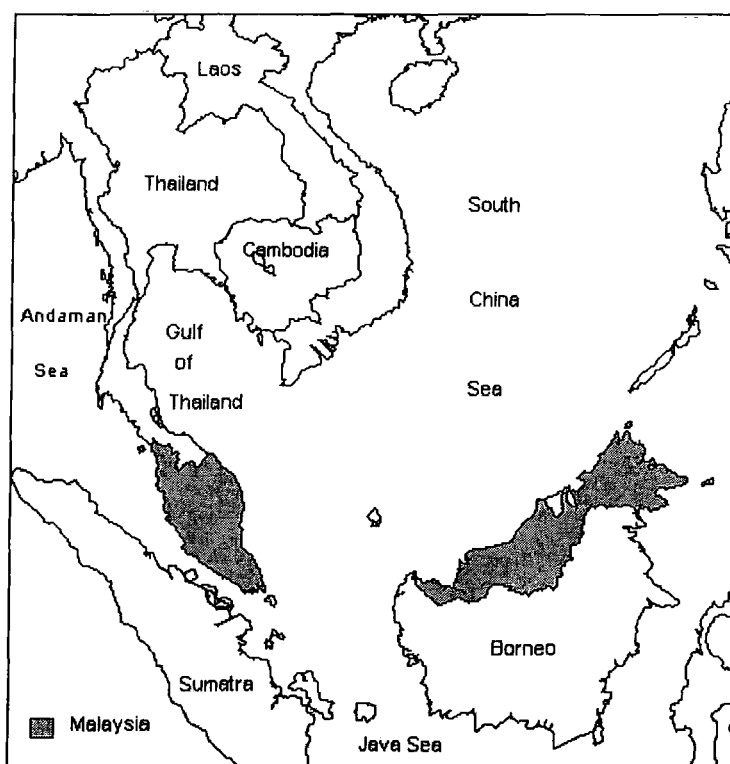 Laos
Thailand
South
Cambodia
China
Andaman
Sea
Gulf
of
Thailand
Sea
Borneo
Sumatra
Malaysia
Java Sea